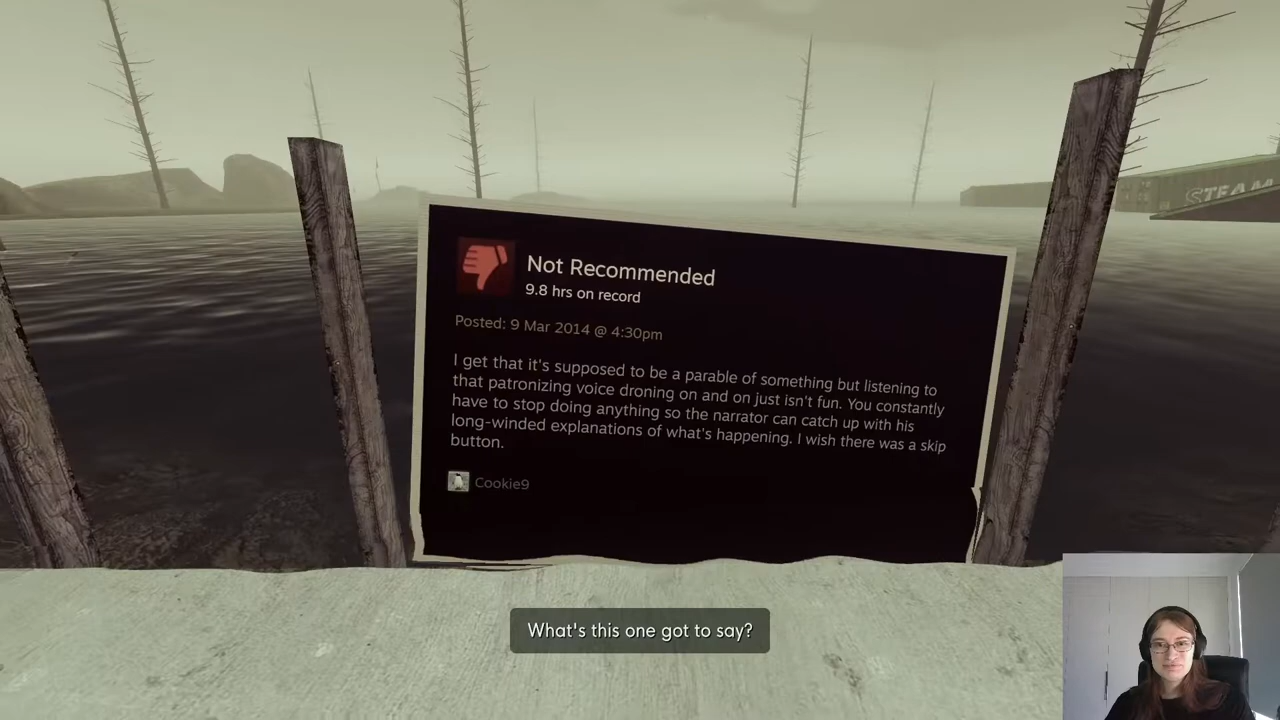 STEAM
Not Recommended
9.8 hrs on record
Posted: 9 Mar 2014 @ 4:30pm
I get that it's supposed to be a parable of something but listening to
that patronizing voice droning on and on just isn't fun. You constantly
have to stop doing anything so the narrator can catch up with his
long-winded explanations of what's happening. I wish there was a skip
button.
Cookie9
What's this one got to say?